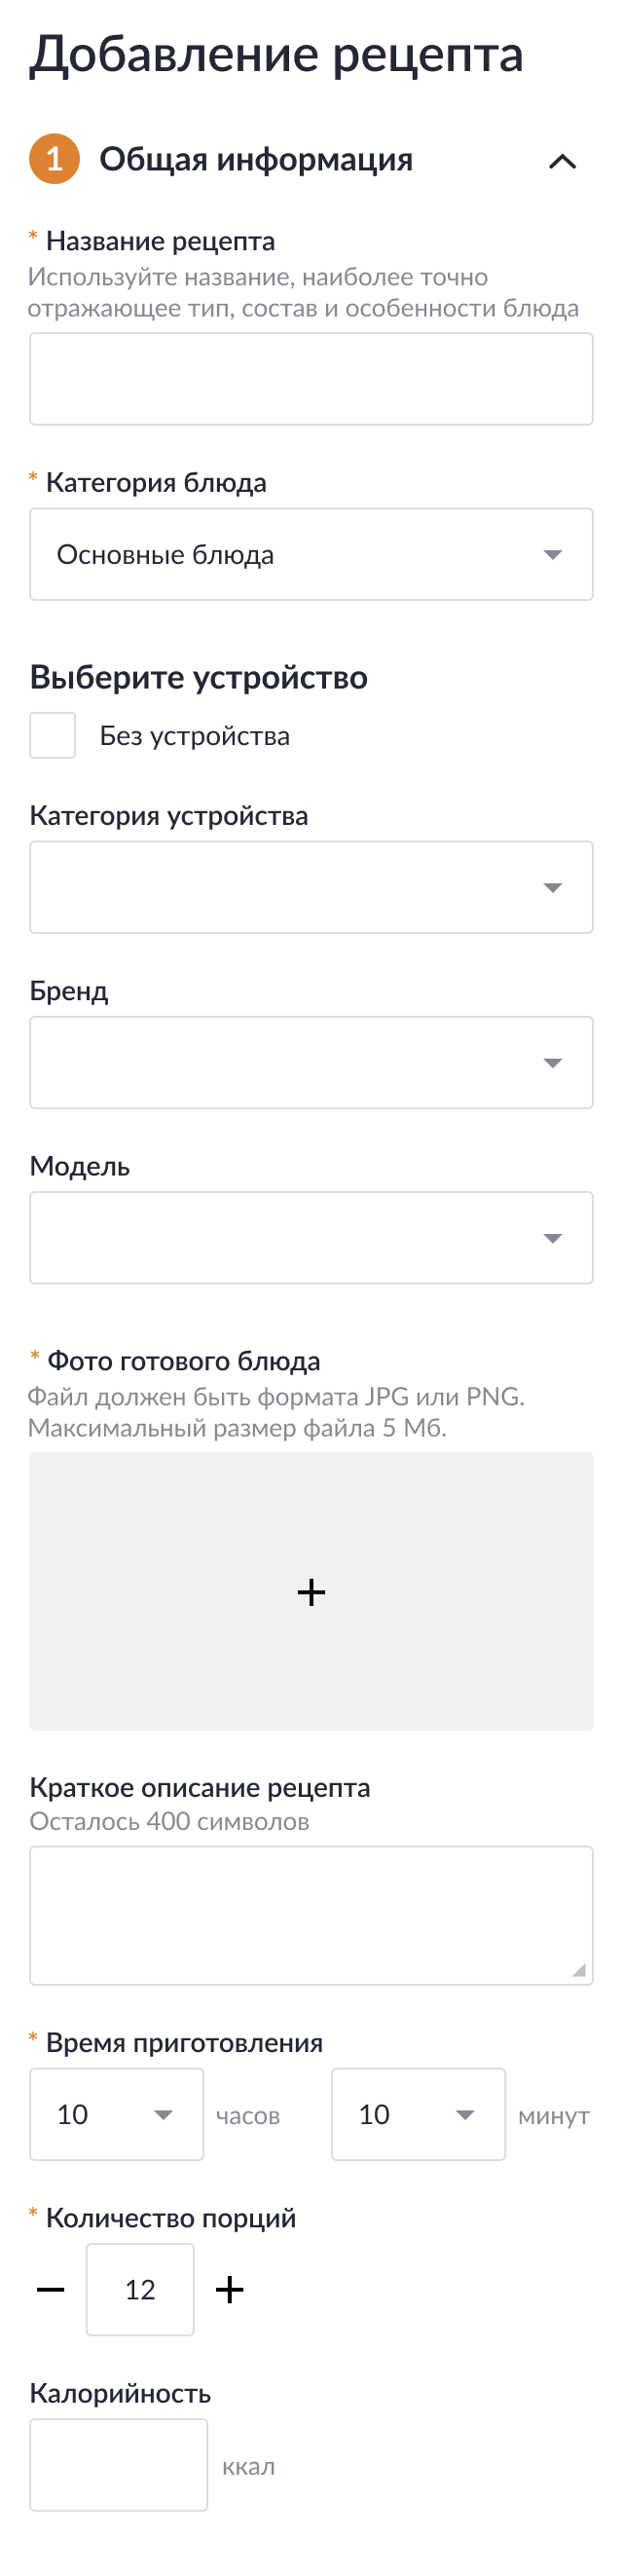 Добавление рецепта
1 Общая информация
* Название рецепта
Используйте название, наиболее точно
отражающее тип, состав и особенности блюда
* Категория блюда
Основные блюда
Выберите устройство
Без устройства
Категория устройства
Бренд
Модель
* Фото готового блюда
Файл должен быть формата JPG или PNG.
Максимальный размер файла 5 Мб.
+
Краткое описание рецепта
Осталось 400 символов
* Время приготовления
10 часов 10 минут
* Количество порций
− 12 +
Калорийность
ккал